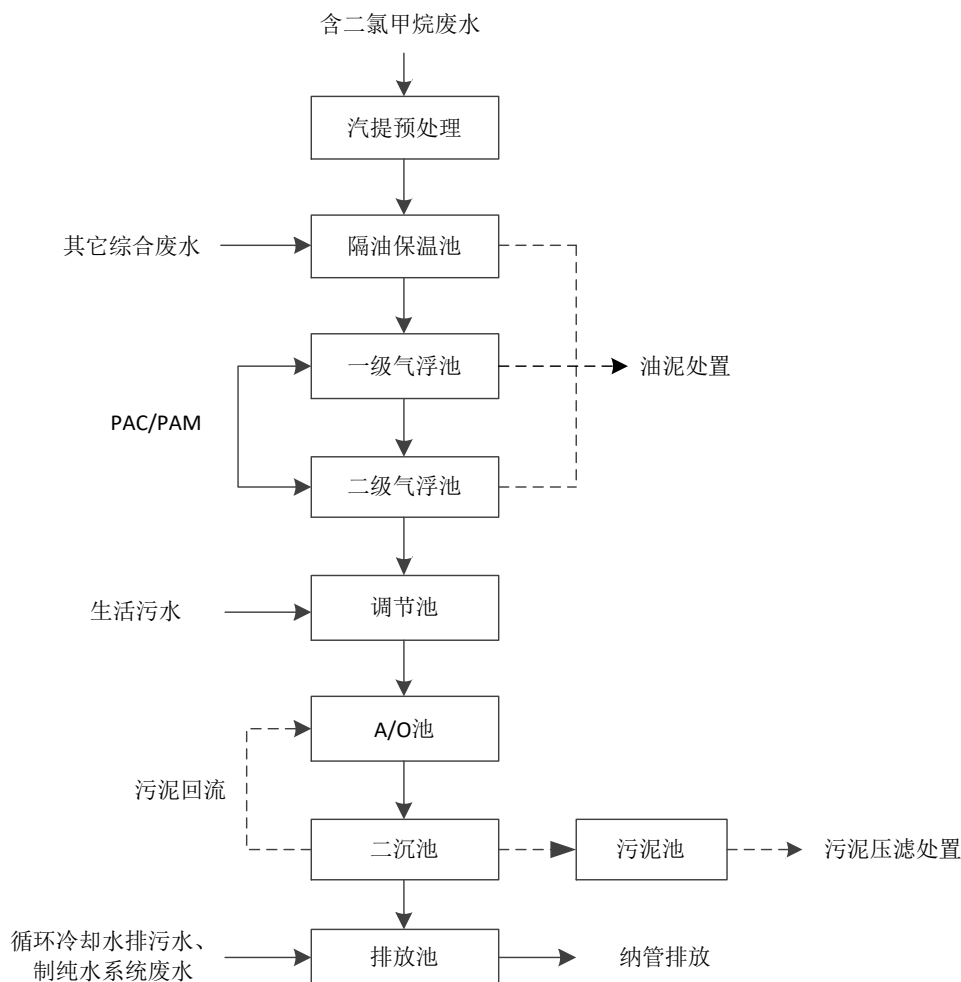 含二氯甲烷废水
汽提预处理
其它综合废水
隔油保温池
一级气浮池
油泥处置
PAC/PAM
二级气浮池
生活污水
调节池
A/O池
污泥回流
二沉池
污泥池
污泥压滤处置
循环冷却水排污水、
制纯水系统废水
排放池
纳管排放